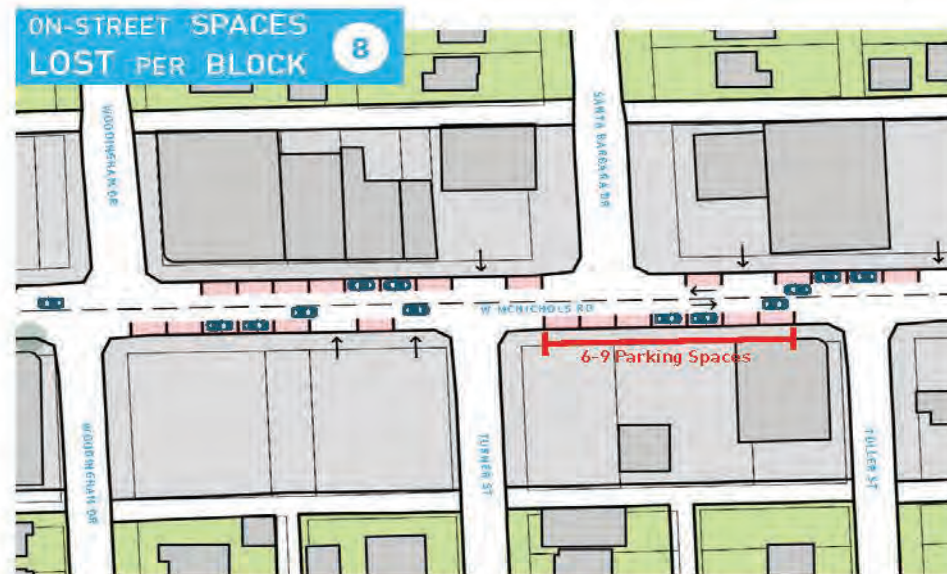 ON-STREET SPACES
LOST PER BLOCK
8
WOODINGHAM DR
SANTA BARBARA DR
W MCNICHOLS RD
6-9 Parking Spaces
WOODINGHAM DR
TURNER ST
TULLER ST